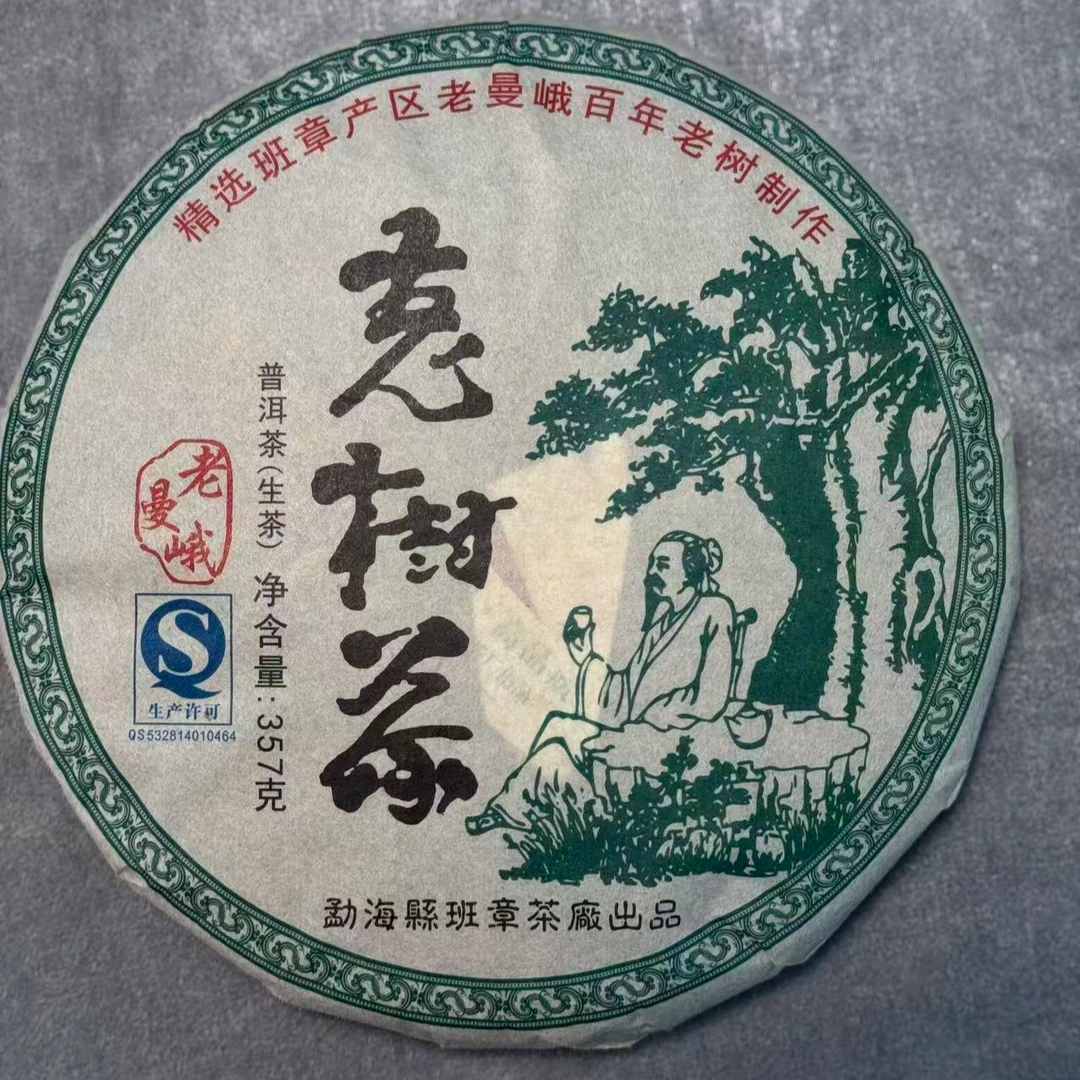 精选班章产区老曼峨百年老树制作
老树茶
普洱茶(生茶) 净含量:357克
老曼峨
S
生产许可
QS532814010464
勐海縣班章茶廠出品